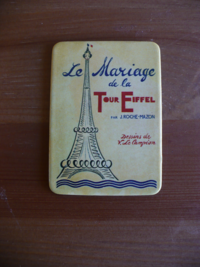 Le Mariage
de la
TOUR EIFFEL
PAR J. ROCHE-MAZON
Dessins de